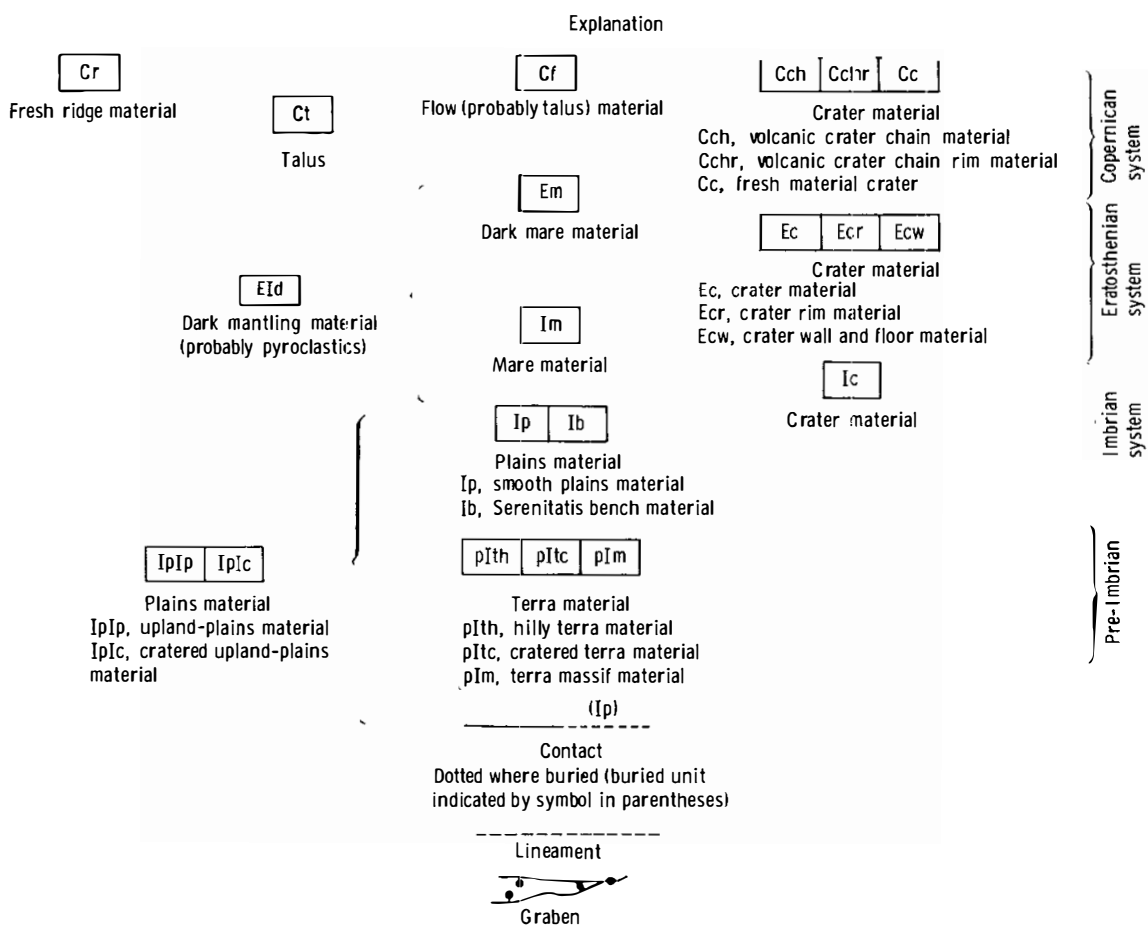 Explanation
Cr
Fresh ridge material
Ct
Talus
Cf
Flow (probably talus) material
Cch Cchr Cc
Crater material
Cch, volcanic crater chain material
Cchr, volcanic crater chain rim material
Cc, fresh material crater
Copernican
system
Em
Dark mare material
Ec Ecr Ecw
Crater material
Ec, crater material
Ecr, crater rim material
Ecw, crater wall and floor material
Eratosthenian
system
EId
Dark mantling material
(probably pyroclastics)
Im
Mare material
Ic
Crater material
Imbrian
system
Ip Ib
Plains material
Ip, smooth plains material
Ib, Serenitatis bench material
IpIp IpIc
Plains material
IpIp, upland-plains material
IpIc, cratered upland-plains
material
pIth pItc pIm
Terra material
pIth, hilly terra material
pItc, cratered terra material
pIm, terra massif material
Pre-Imbrian
(Ip)
Contact
Dotted where buried (buried unit
indicated by symbol in parentheses)
Lineament
Graben